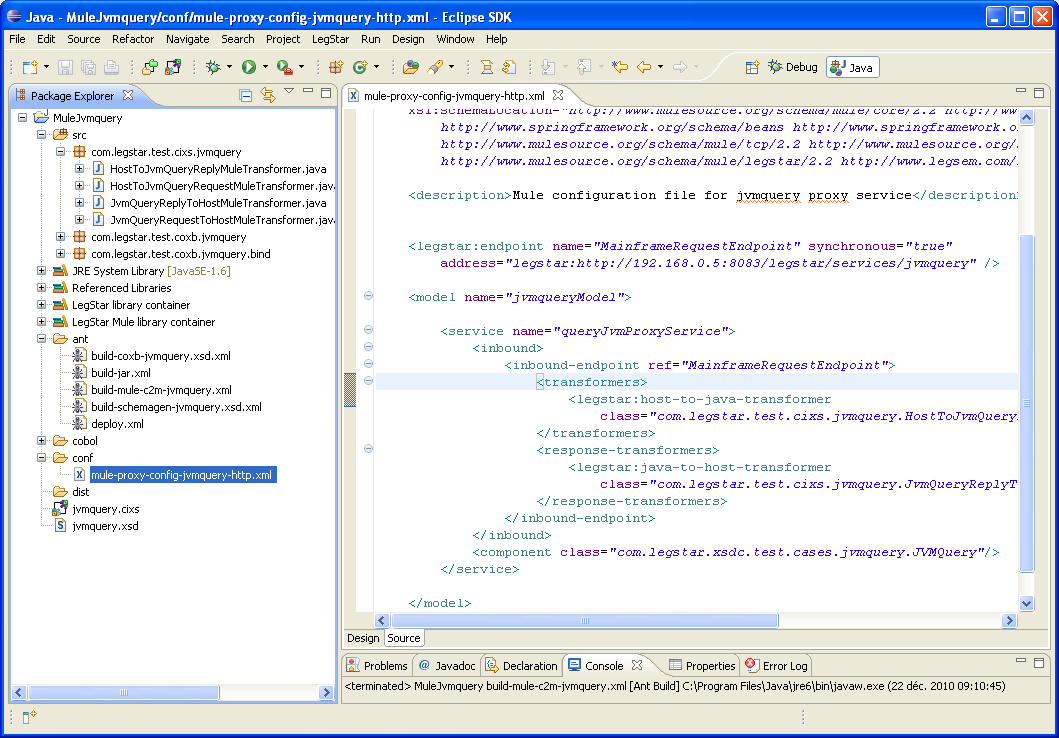 Java - MuleJvmquery/conf/mule-proxy-config-jvmquery-http.xml - Eclipse SDK
File Edit Source Refactor Navigate Search Project LegStar Run Design Window Help
Debug Java
Package Explorer
MuleJvmquery
src
com.legstar.test.cixs.jvmquery
HostToJvmQueryReplyMuleTransformer.java
HostToJvmQueryRequestMuleTransformer.java
JvmQueryReplyToHostMuleTransformer.java
JvmQueryRequestToHostMuleTransformer.java
com.legstar.test.coxb.jvmquery
com.legstar.test.coxb.jvmquery.bind
JRE System Library [JavaSE-1.6]
Referenced Libraries
LegStar library container
LegStar Mule library container
ant
build-coxb-jvmquery.xsd.xml
build-jar.xml
build-mule-c2m-jvmquery.xml
build-schemagen-jvmquery.xsd.xml
deploy.xml
cobol
conf
mule-proxy-config-jvmquery-http.xml
dist
jvmquery.cixs
jvmquery.xsd
mule-proxy-config-jvmquery-http.xml
xsi:schemaLocation="http://www.mulesource.org/schema/mule/core/2.2 http://www
http://www.springframework.org/schema/beans http://www.springframework.o
http://www.mulesource.org/schema/mule/tcp/2.2 http://www.mulesource.org/
http://www.mulesource.org/schema/mule/legstar/2.2 http://www.legsem.com/
<description>Mule configuration file for jvmquery proxy service</description
<legstar:endpoint name="MainframeRequestEndpoint" synchronous="true"
address="legstar:http://192.168.0.5:8083/legstar/services/jvmquery" />
<model name="jvmqueryModel">
<service name="queryJvmProxyService">
<inbound>
<inbound-endpoint ref="MainframeRequestEndpoint">
<transformers>
<legstar:host-to-java-transformer
class="com.legstar.test.cixs.jvmquery.HostToJvmQuery
</transformers>
<response-transformers>
<legstar:java-to-host-transformer
class="com.legstar.test.cixs.jvmquery.JvmQueryReplyT
</response-transformers>
</inbound-endpoint>
</inbound>
<component class="com.legstar.xsdc.test.cases.jvmquery.JVMQuery"/>
</service>
</model>
Design Source
Problems Javadoc Declaration Console Properties Error Log
<terminated> MuleJvmquery build-mule-c2m-jvmquery.xml [Ant Build] C:\Program Files\Java\jre6\bin\javaw.exe (22 déc. 2010 09:10:45)